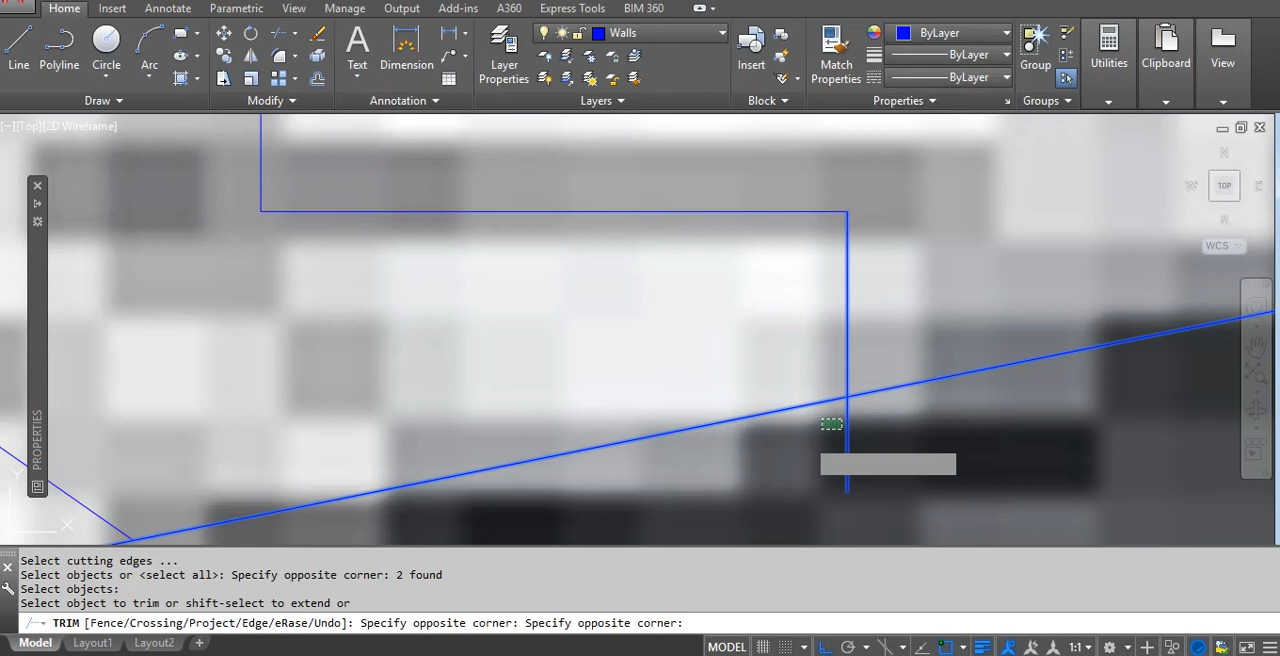 Home Insert Annotate Parametric View Manage Output Add-ins A360 Express Tools BIM 360
Line Polyline Circle Arc
Text Dimension
Layer Properties
Walls
Insert
Match Properties
ByLayer
ByLayer
ByLayer
Group
Utilities
Clipboard
View
Draw Modify Annotation Layers Block Properties Groups
[−][Top][2D Wireframe]
N
W TOP E
S
WCS
PROPERTIES
Y
X
Select cutting edges ...
Select objects or <select all>: Specify opposite corner: 2 found
Select objects:
Select object to trim or shift-select to extend or
TRIM [Fence/Crossing/Project/Edge/eRase/Undo]: Specify opposite corner: Specify opposite corner:
Model Layout1 Layout2 +
MODEL 1:1